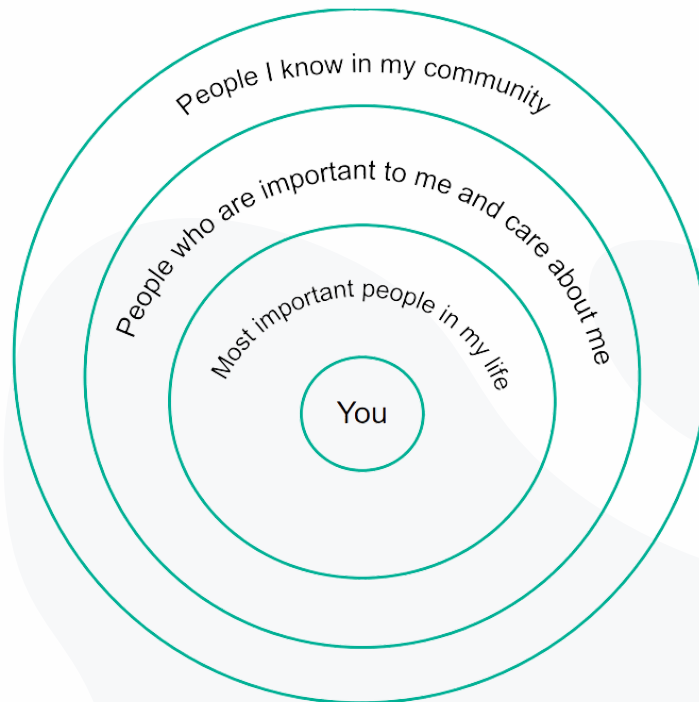 People I know in my community
People who are important to me and care about me
Most important people in my life
You